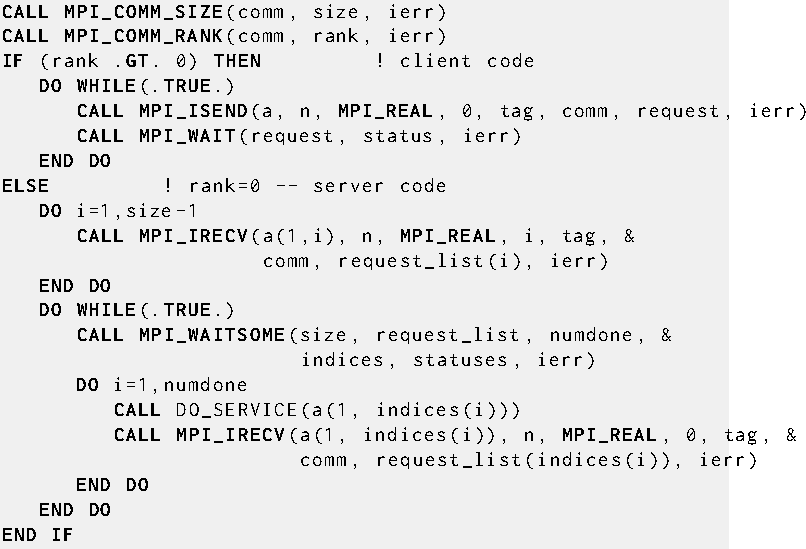 CALL MPI_COMM_SIZE(comm, size, ierr)
CALL MPI_COMM_RANK(comm, rank, ierr)
IF (rank .GT. 0) THEN         ! client code
   DO WHILE(.TRUE.)
      CALL MPI_ISEND(a, n, MPI_REAL, 0, tag, comm, request, ierr)
      CALL MPI_WAIT(request, status, ierr)
   END DO
ELSE         ! rank=0 -- server code
   DO i=1,size-1
      CALL MPI_IRECV(a(1,i), n, MPI_REAL, i, tag, &
                     comm, request_list(i), ierr)
   END DO
   DO WHILE(.TRUE.)
      CALL MPI_WAITSOME(size, request_list, numdone, &
                        indices, statuses, ierr)
      DO i=1,numdone
         CALL DO_SERVICE(a(1, indices(i)))
         CALL MPI_IRECV(a(1, indices(i)), n, MPI_REAL, 0, tag, &
                        comm, request_list(indices(i)), ierr)
      END DO
   END DO
END IF